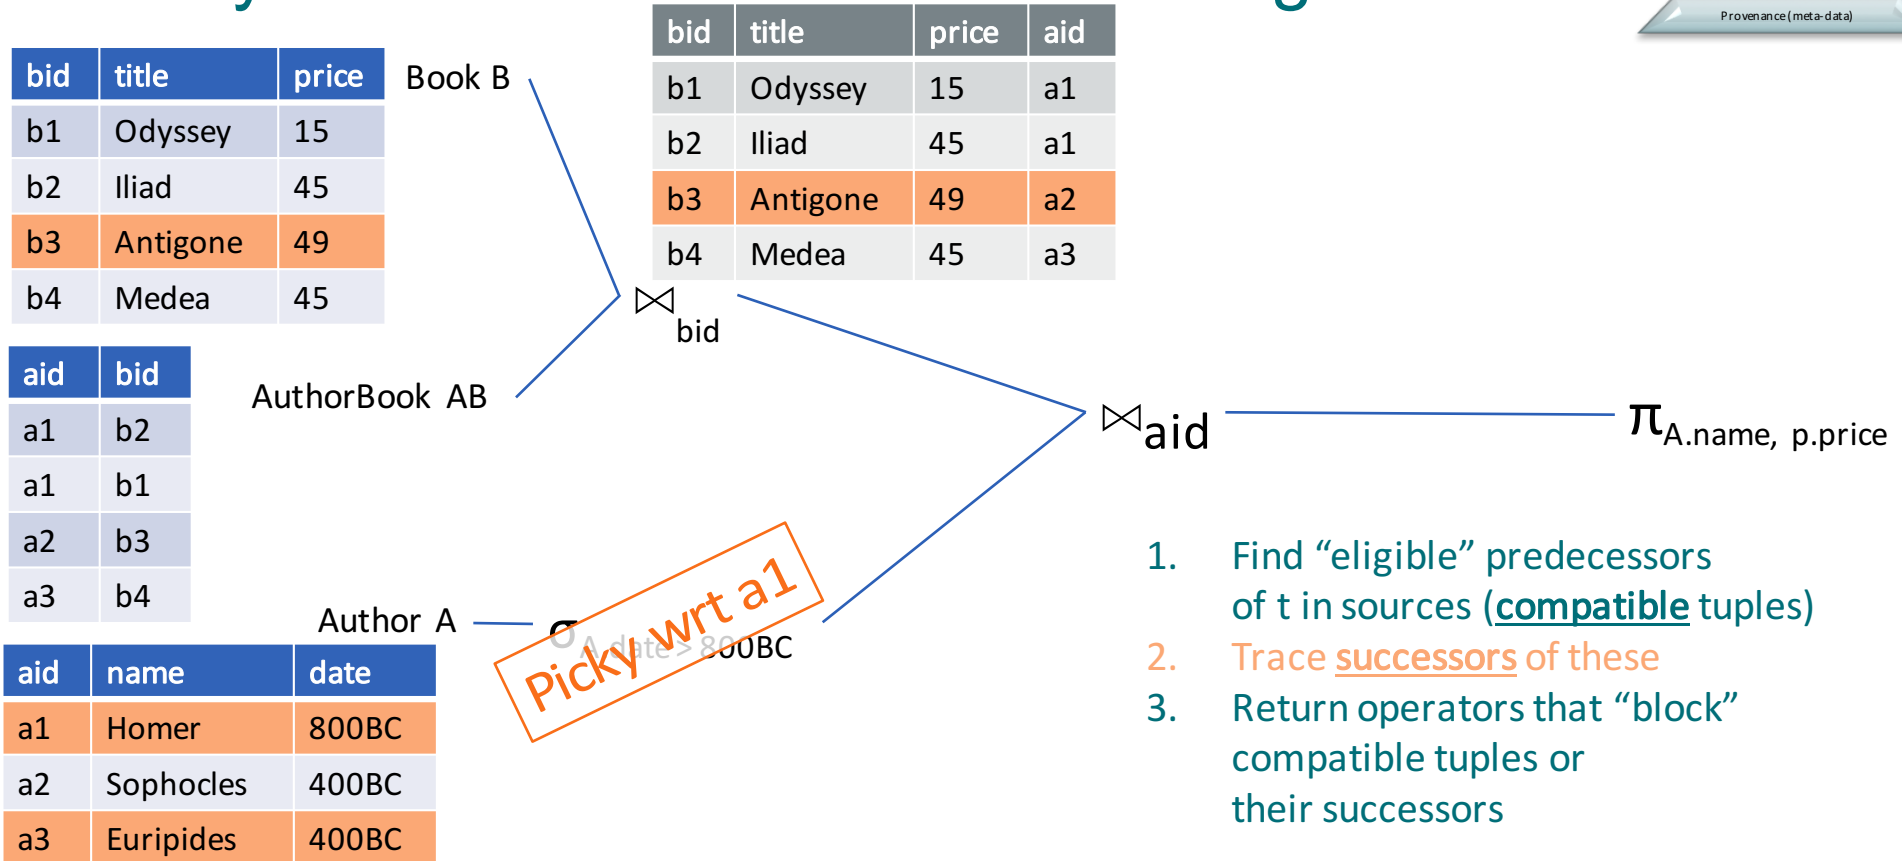 Provenance (meta-data)
bid title price
b1 Odyssey 15
b2 Iliad 45
b3 Antigone 49
b4 Medea 45
Book B
bid title price aid
b1 Odyssey 15 a1
b2 Iliad 45 a1
b3 Antigone 49 a2
b4 Medea 45 a3
⋈bid
aid bid
a1 b2
a1 b1
a2 b3
a3 b4
AuthorBook AB
⋈aid
πA.name, p.price
Author A
σA.date > 800BC
Picky wrt a1
aid name date
a1 Homer 800BC
a2 Sophocles 400BC
a3 Euripides 400BC
1. Find “eligible” predecessors
of t in sources (compatible tuples)
2. Trace successors of these
3. Return operators that “block”
compatible tuples or
their successors